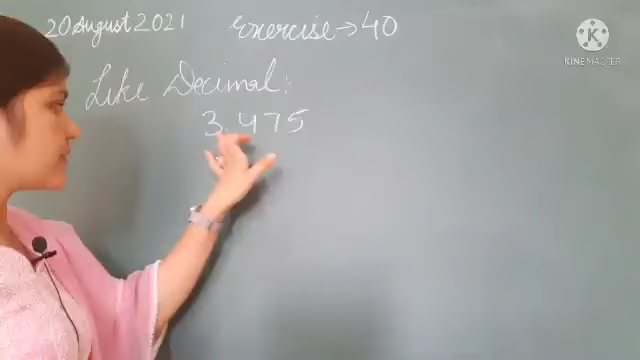 20 August 2021
Exercise → 40
KINEMASTER
Like Decimal:
3.475